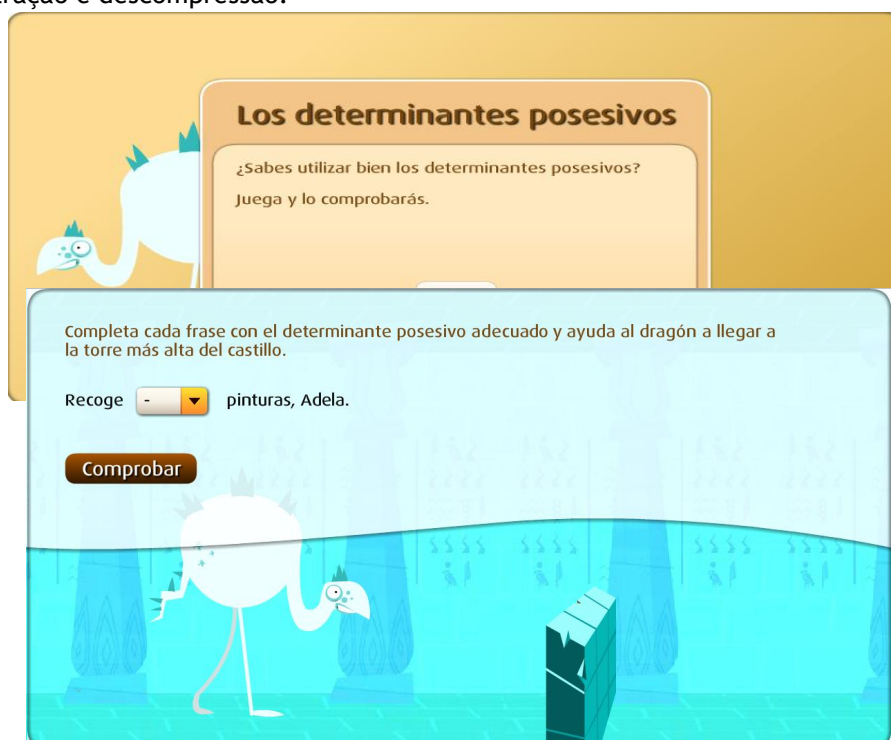 ração e descompressão.
Los determinantes posesivos
¿Sabes utilizar bien los determinantes posesivos?
Juega y lo comprobarás.
Completa cada frase con el determinante posesivo adecuado y ayuda al dragón a llegar a
la torre más alta del castillo.
Recoge - pinturas, Adela.
Comprobar